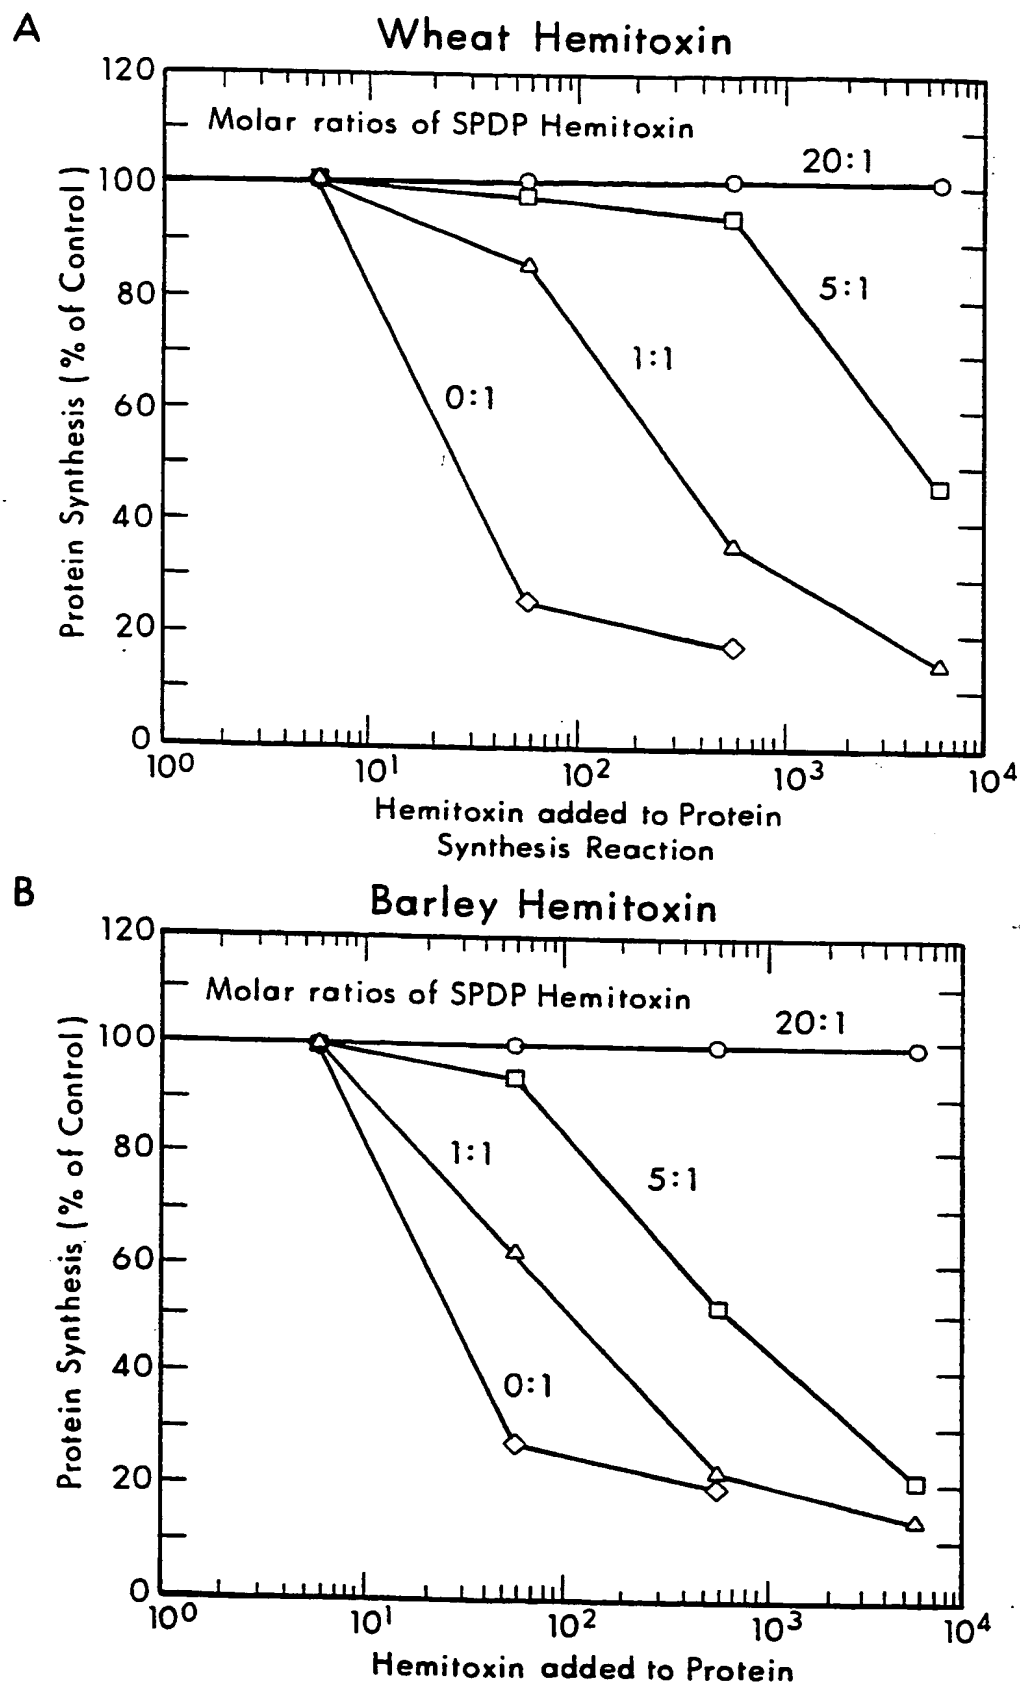 A
Wheat Hemitoxin
120
Molar ratios of SPDP Hemitoxin
20:1
100
5:1
80
1:1
0:1
60
40
20
0
10⁰ 10¹ 10² 10³ 10⁴
Protein Synthesis (% of Control)
Hemitoxin added to Protein
Synthesis Reaction
B
Barley Hemitoxin
120
Molar ratios of SPDP Hemitoxin
20:1
100
1:1
80
5:1
60
0:1
40
20
0
10⁰ 10¹ 10² 10³ 10⁴
Protein Synthesis (% of Control)
Hemitoxin added to Protein